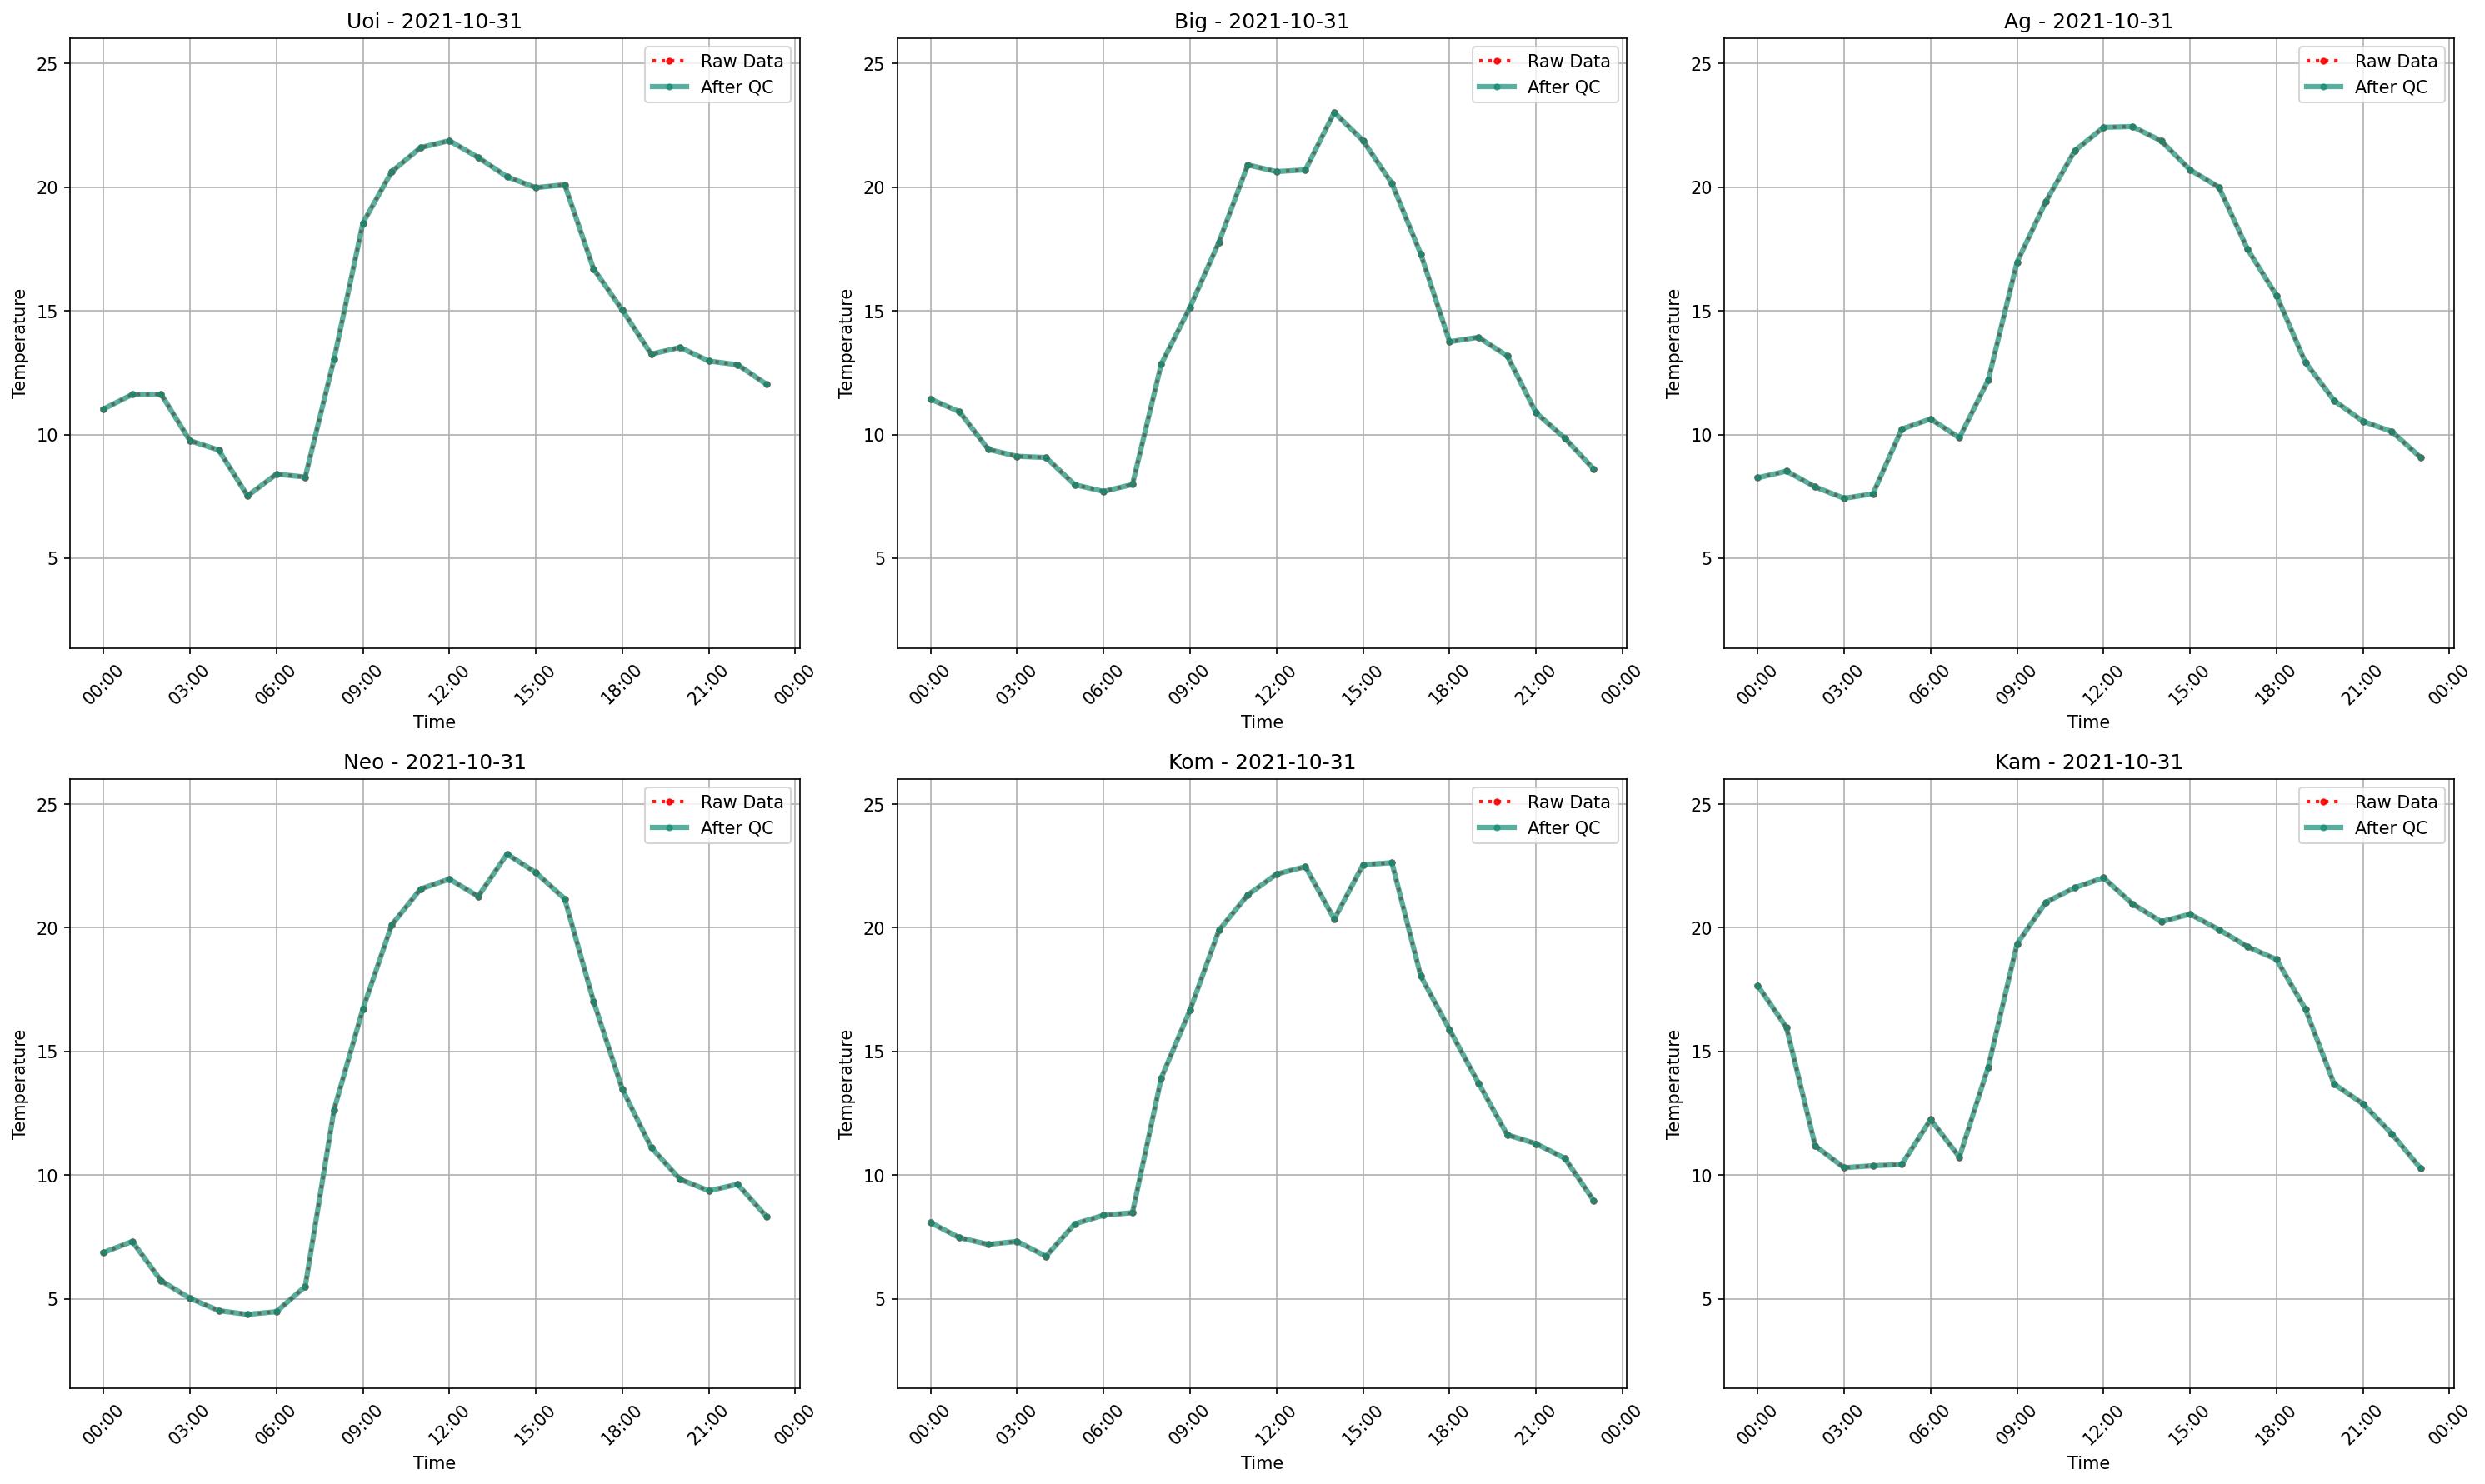 Uoi - 2021-10-31
Temperature
25
20
15
10
5
Raw Data
After QC
00:00
03:00
06:00
09:00
12:00
15:00
18:00
21:00
00:00
Time
Big - 2021-10-31
Temperature
25
20
15
10
5
Raw Data
After QC
00:00
03:00
06:00
09:00
12:00
15:00
18:00
21:00
00:00
Time
Ag - 2021-10-31
Temperature
25
20
15
10
5
Raw Data
After QC
00:00
03:00
06:00
09:00
12:00
15:00
18:00
21:00
00:00
Time
Neo - 2021-10-31
Temperature
25
20
15
10
5
Raw Data
After QC
00:00
03:00
06:00
09:00
12:00
15:00
18:00
21:00
00:00
Time
Kom - 2021-10-31
Temperature
25
20
15
10
5
Raw Data
After QC
00:00
03:00
06:00
09:00
12:00
15:00
18:00
21:00
00:00
Time
Kam - 2021-10-31
Temperature
25
20
15
10
5
Raw Data
After QC
00:00
03:00
06:00
09:00
12:00
15:00
18:00
21:00
00:00
Time